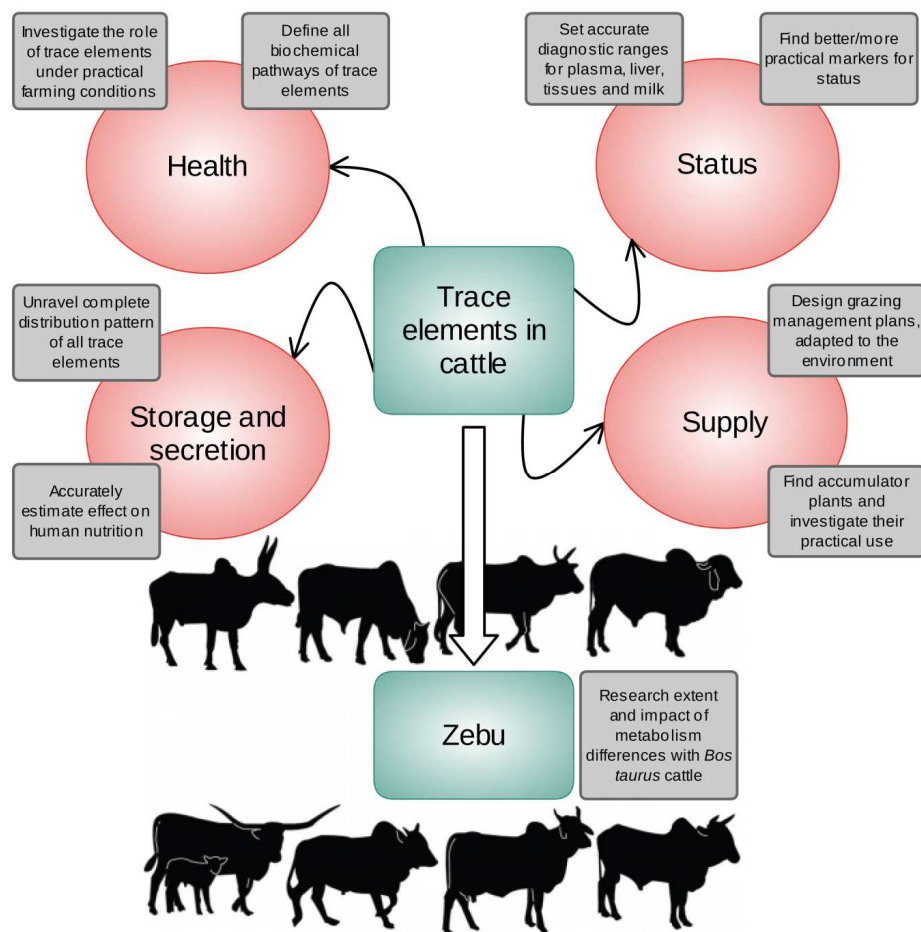 Investigate the role
of trace elements
under practical
farming conditions
Define all
biochemical
pathways of trace
elements
Health
Set accurate
diagnostic ranges
for plasma, liver,
tissues and milk
Find better/more
practical markers for
status
Status
Trace
elements in
cattle
Unravel complete
distribution pattern
of all trace
elements
Storage and
secretion
Accurately
estimate effect on
human nutrition
Design grazing
management plans,
adapted to the
environment
Supply
Find accumulator
plants and
investigate their
practical use
Zebu
Research extent
and impact of
metabolism
differences with Bos
taurus cattle